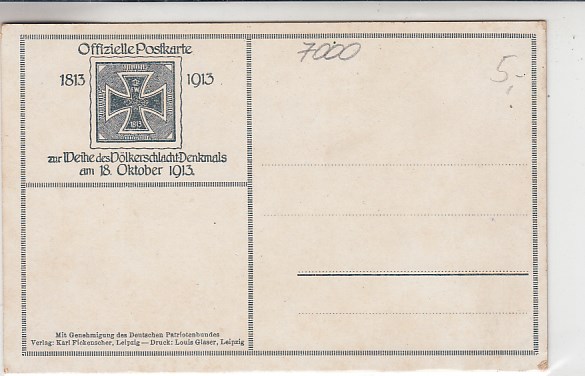 Offizielle Postkarte
1813 1913
W
1813
zur Weihe des Völkerschlacht-Denkmals
am 18. Oktober 1913.
7000
5,-
Mit Genehmigung des Deutschen Patriotenbundes
Verlag: Karl Fickenscher, Leipzig — Druck: Louis Glaser, Leipzig